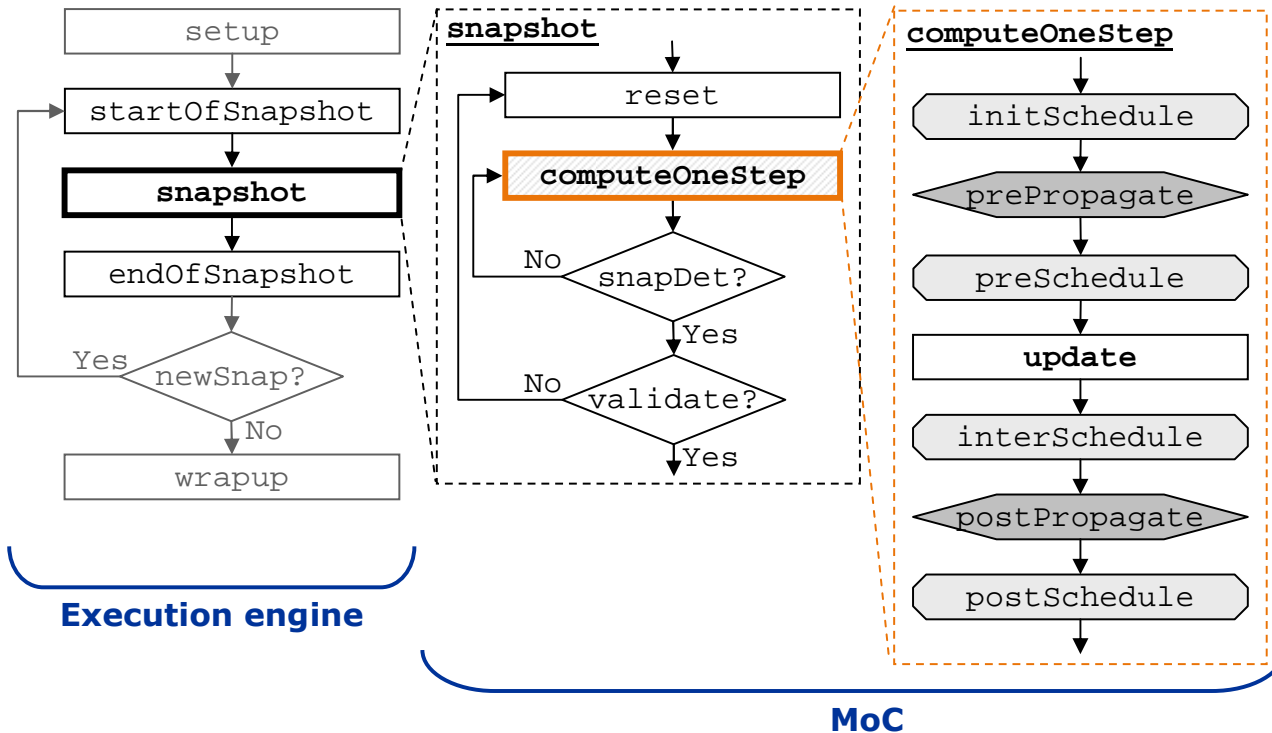 setup
startOfSnapshot
snapshot
endOfSnapshot
Yes
newSnap?
No
wrapup
Execution engine
snapshot
reset
computeOneStep
No
snapDet?
Yes
No
validate?
Yes
computeOneStep
initSchedule
prePropagate
preSchedule
update
interSchedule
postPropagate
postSchedule
MoC